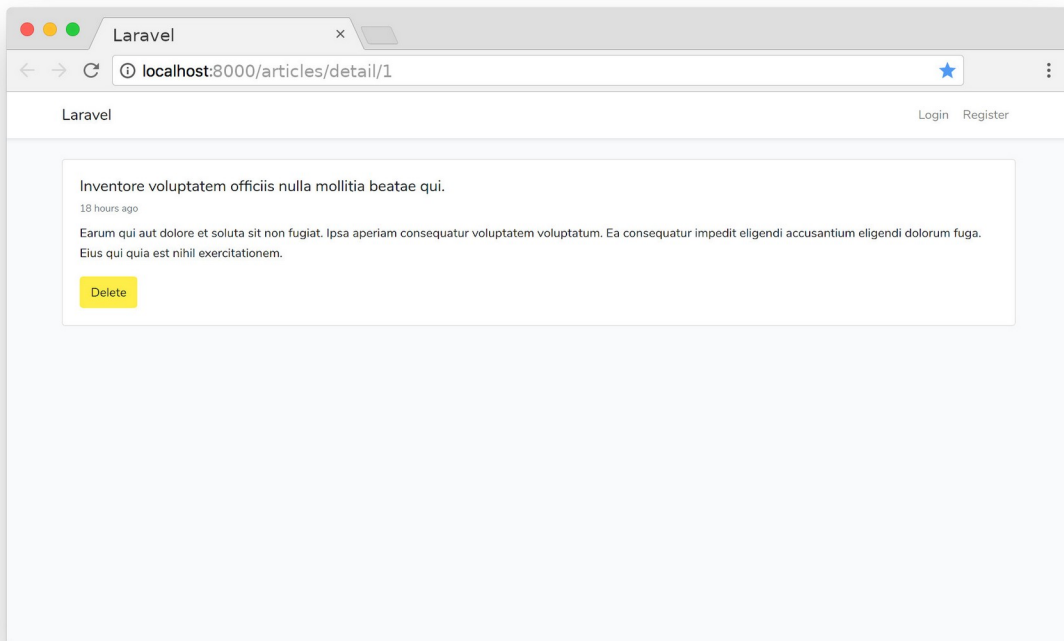 Laravel
localhost:8000/articles/detail/1
Laravel
Login Register
Inventore voluptatem officiis nulla mollitia beatae qui.
18 hours ago
Earum qui aut dolore et soluta sit non fugiat. Ipsa aperiam consequatur voluptatem voluptatum. Ea consequatur impedit eligendi accusantium eligendi dolorum fuga.
Eius qui quia est nihil exercitationem.
Delete